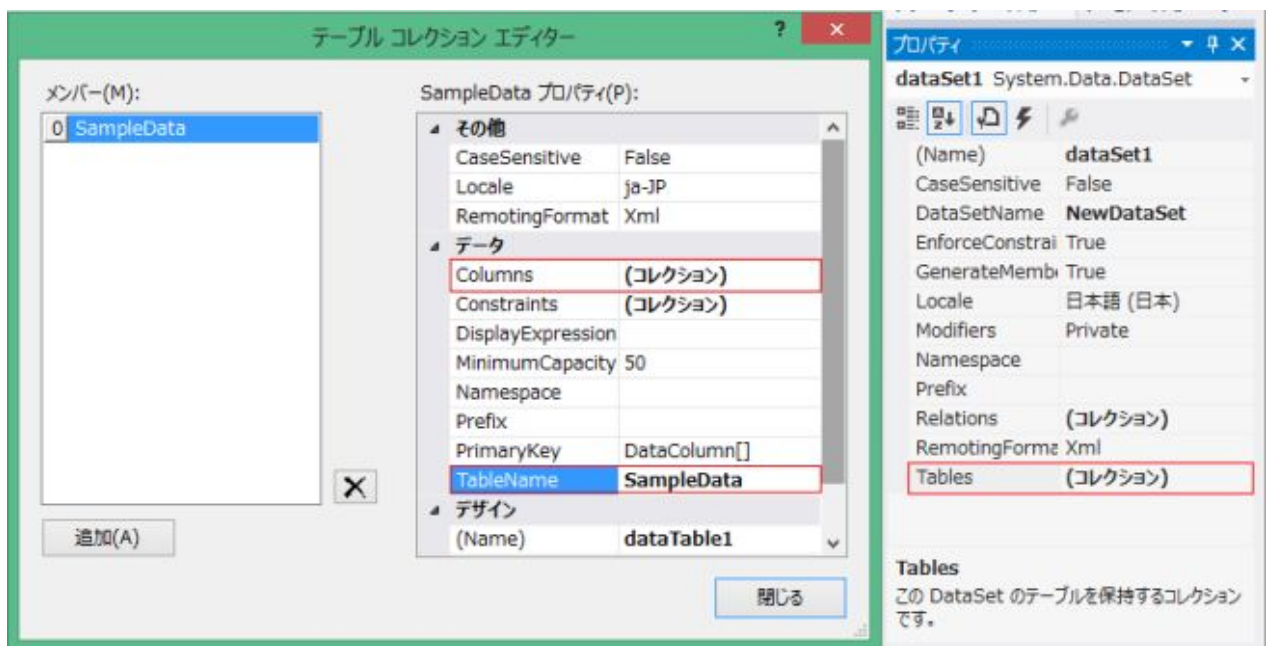 テーブル コレクション エディター
?
メンバー(M):
0 SampleData
追加(A)
SampleData プロパティ(P):
その他
CaseSensitive False
Locale ja-JP
RemotingFormat Xml
データ
Columns (コレクション)
Constraints (コレクション)
DisplayExpression
MinimumCapacity 50
Namespace
Prefix
PrimaryKey DataColumn[]
TableName SampleData
デザイン
(Name) dataTable1
閉じる
プロパティ
dataSet1 System.Data.DataSet
(Name) dataSet1
CaseSensitive False
DataSetName NewDataSet
EnforceConstrai True
GenerateMemb True
Locale 日本語 (日本)
Modifiers Private
Namespace
Prefix
Relations (コレクション)
RemotingForma Xml
Tables (コレクション)
Tables
この DataSet のテーブルを保持するコレクション
です。